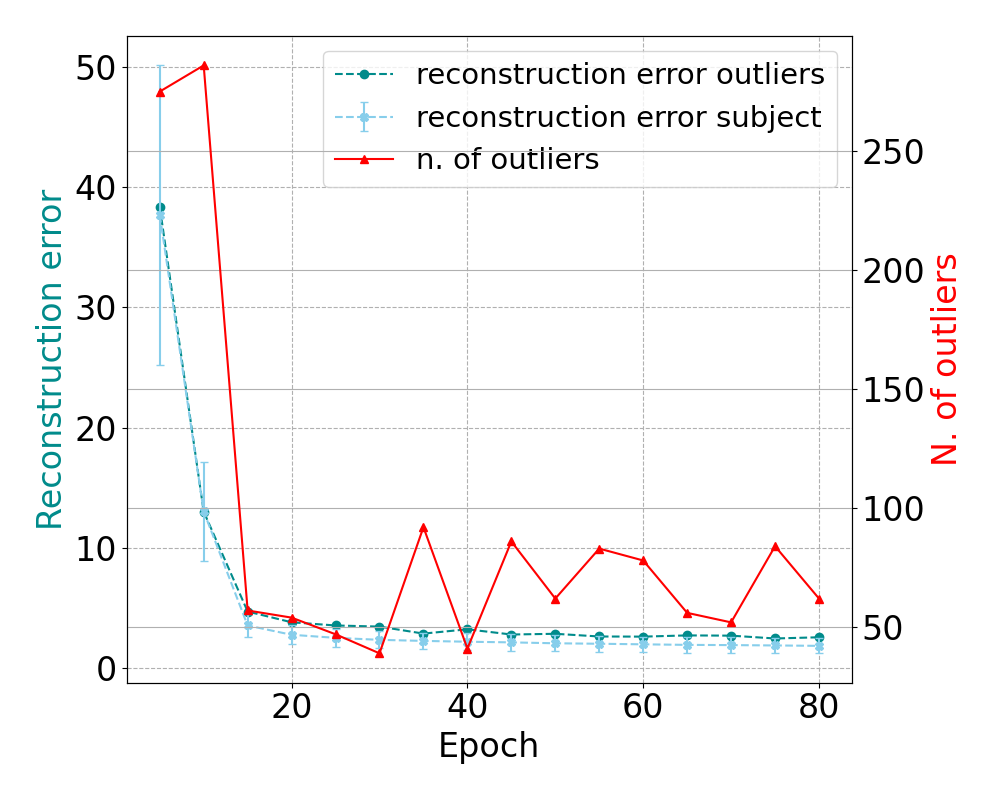 reconstruction error outliers
reconstruction error subject
n. of outliers
50
40
30
20
10
0
Reconstruction error
250
200
150
100
50
N. of outliers
20 40 60 80
Epoch